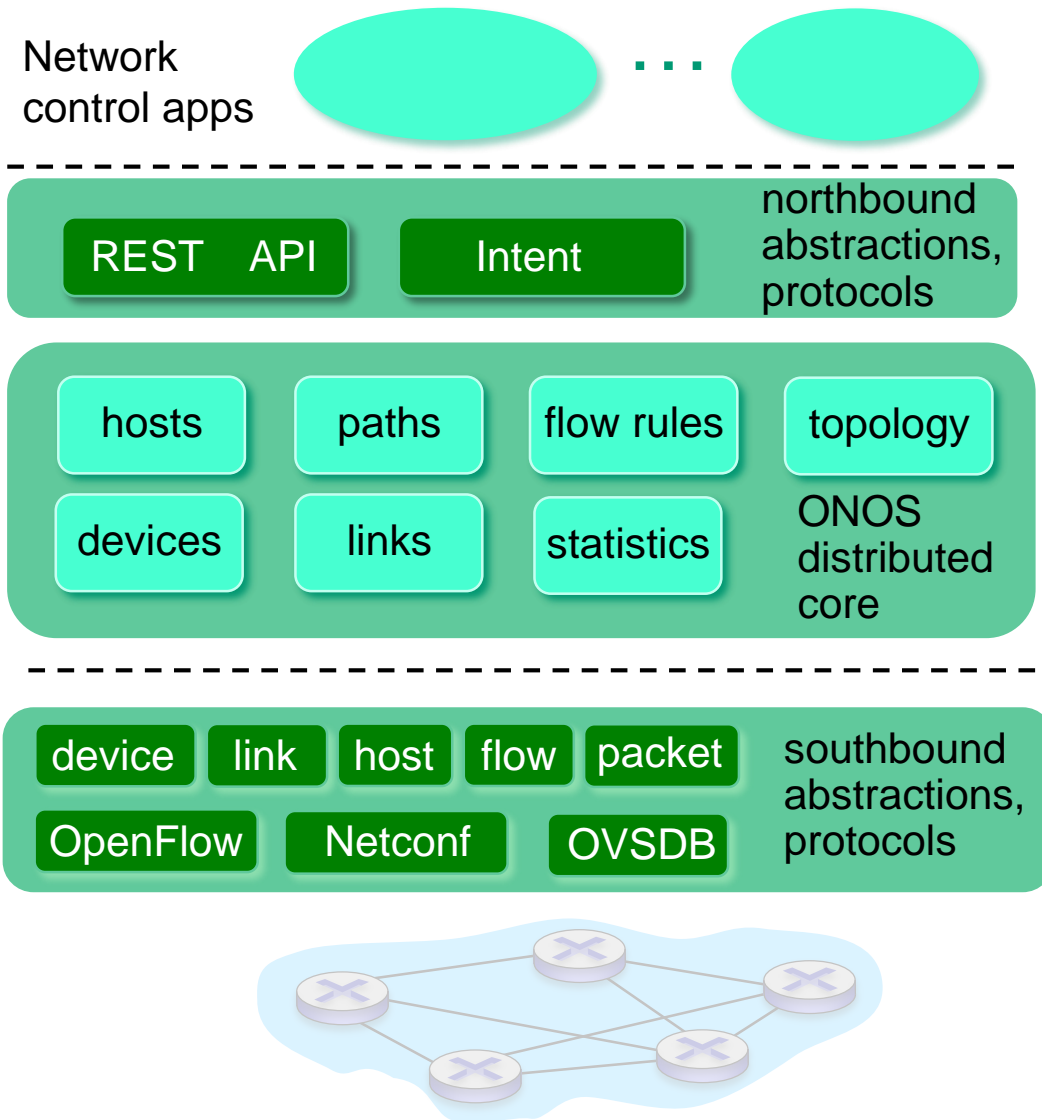 Network
control apps
. . .
northbound
abstractions,
protocols
REST API
Intent
hosts
paths
flow rules
topology
devices
links
statistics
ONOS
distributed
core
device
link
host
flow
packet
southbound
abstractions,
protocols
OpenFlow
Netconf
OVSDB